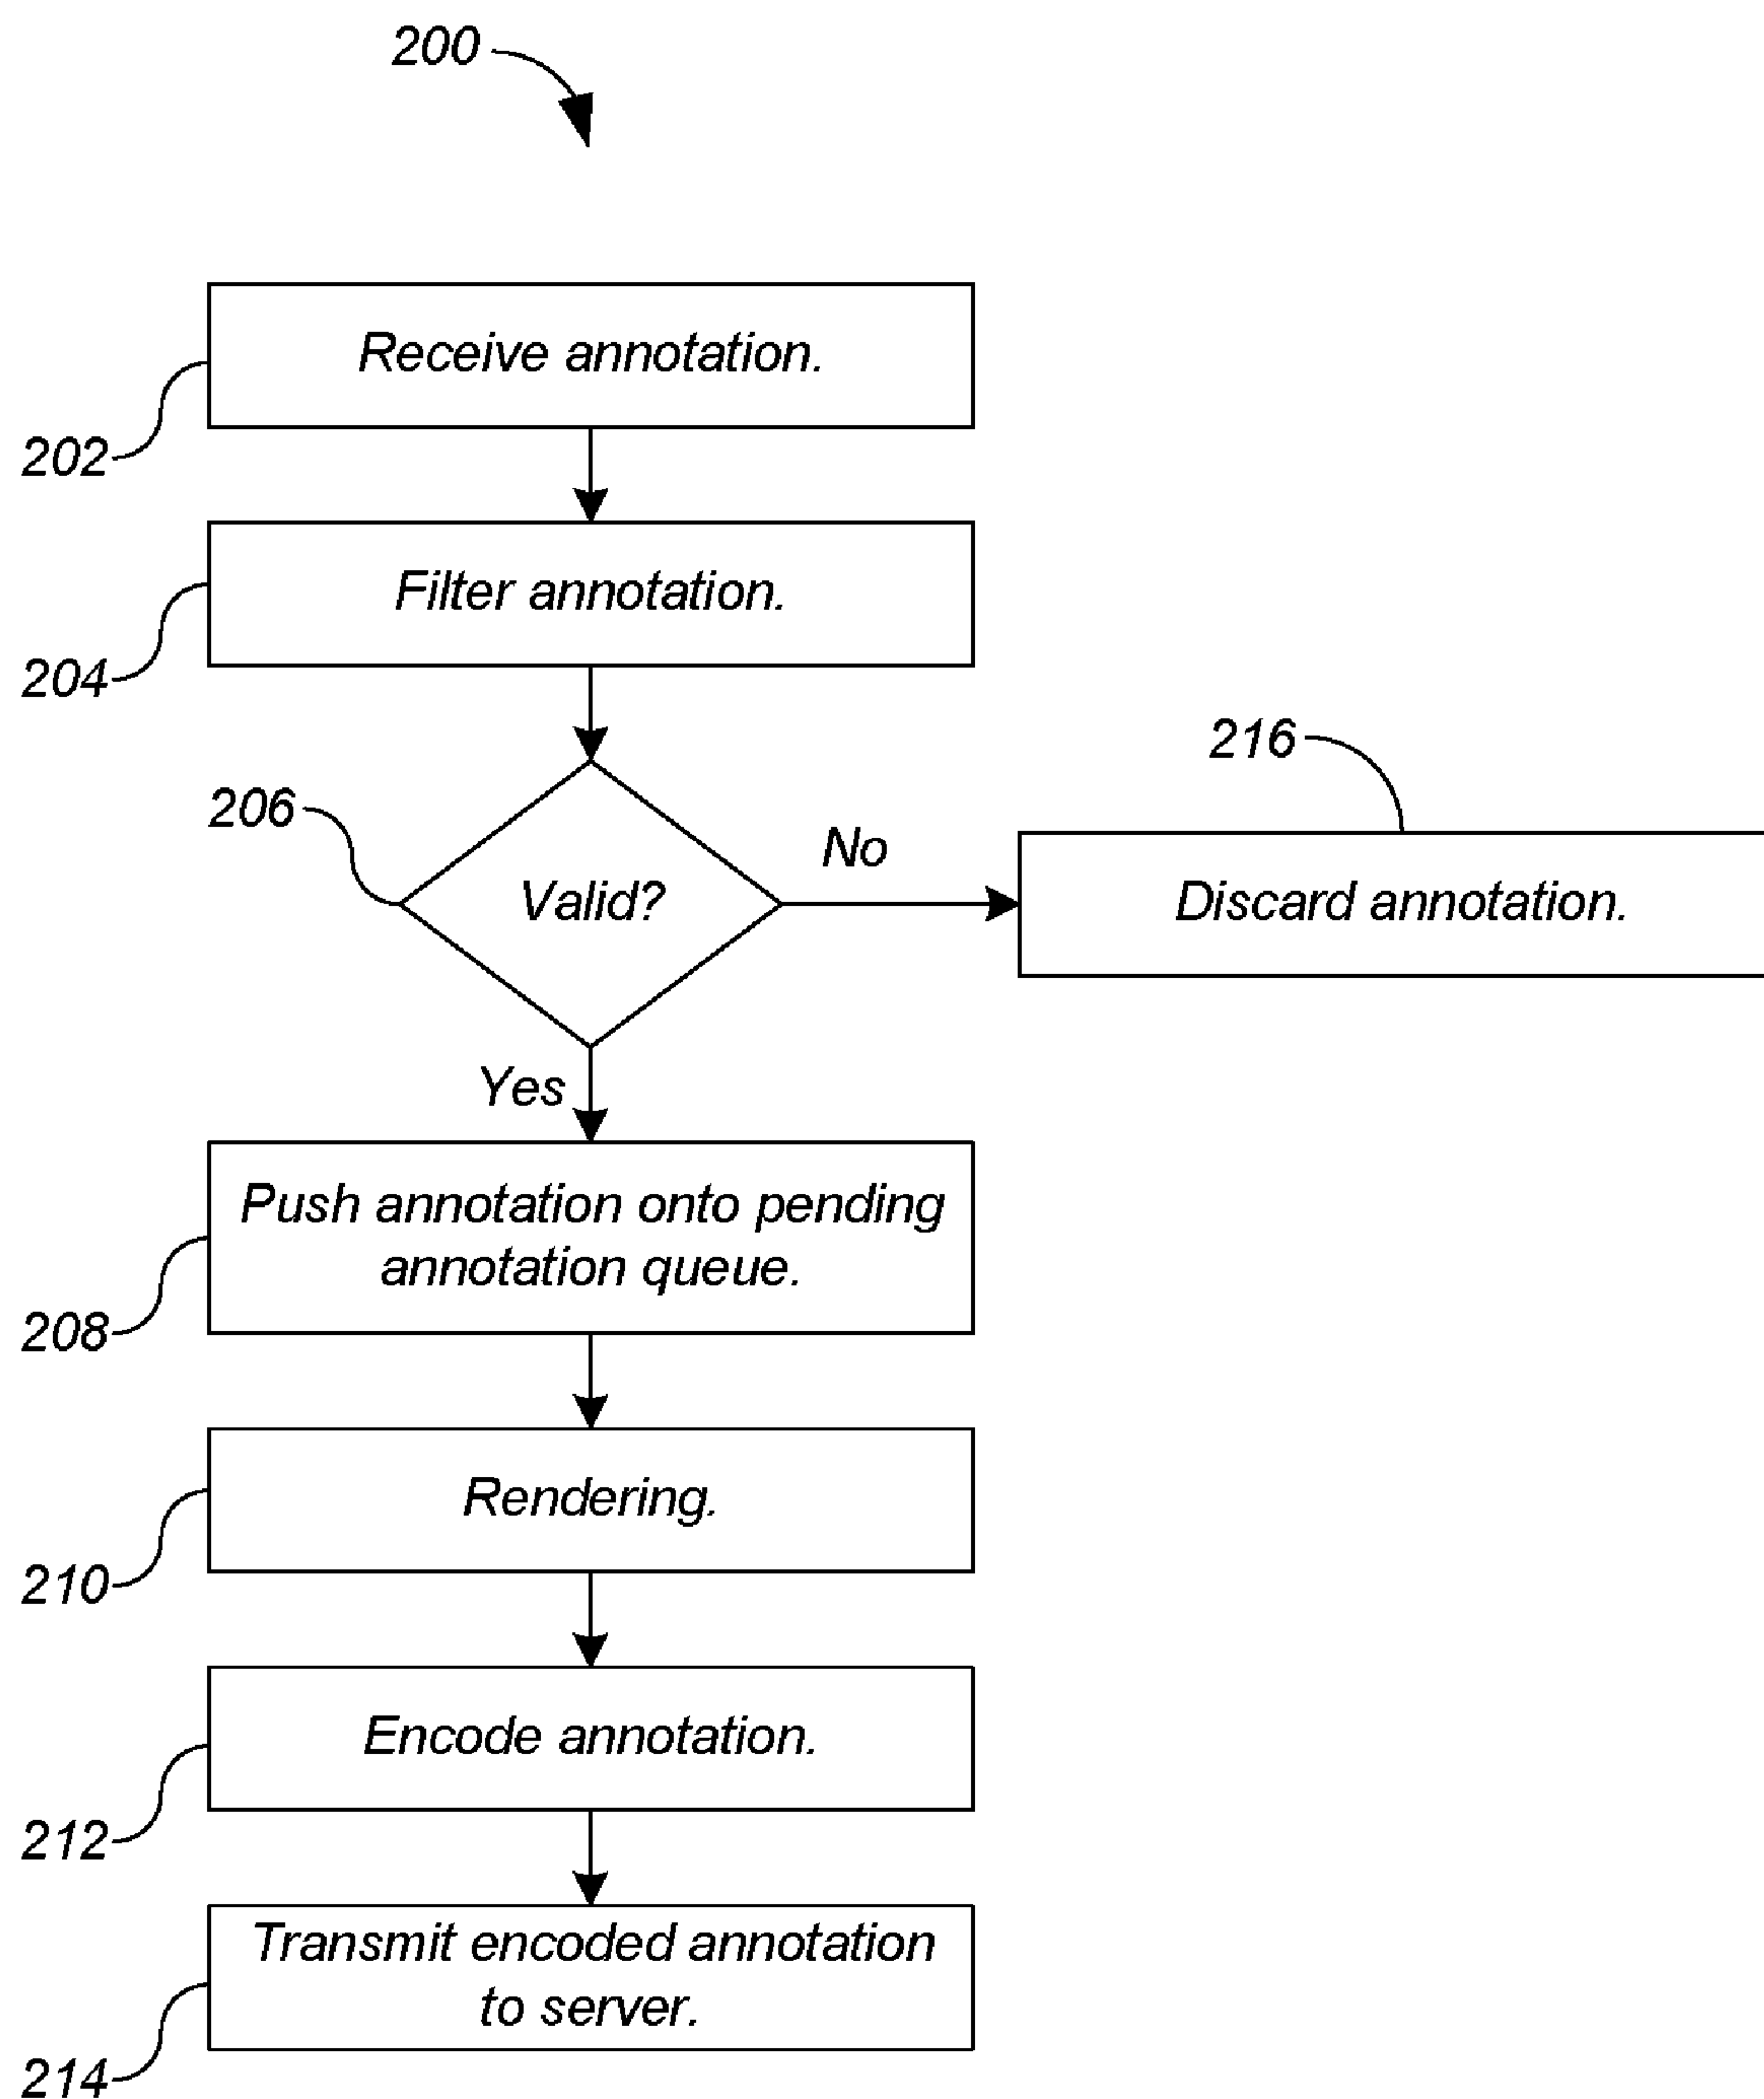 200
Receive annotation.
202
Filter annotation.
204
216
206
Valid?
No
Discard annotation.
Yes
Push annotation onto pending
annotation queue.
208
Rendering.
210
Encode annotation.
212
Transmit encoded annotation
to server.
214